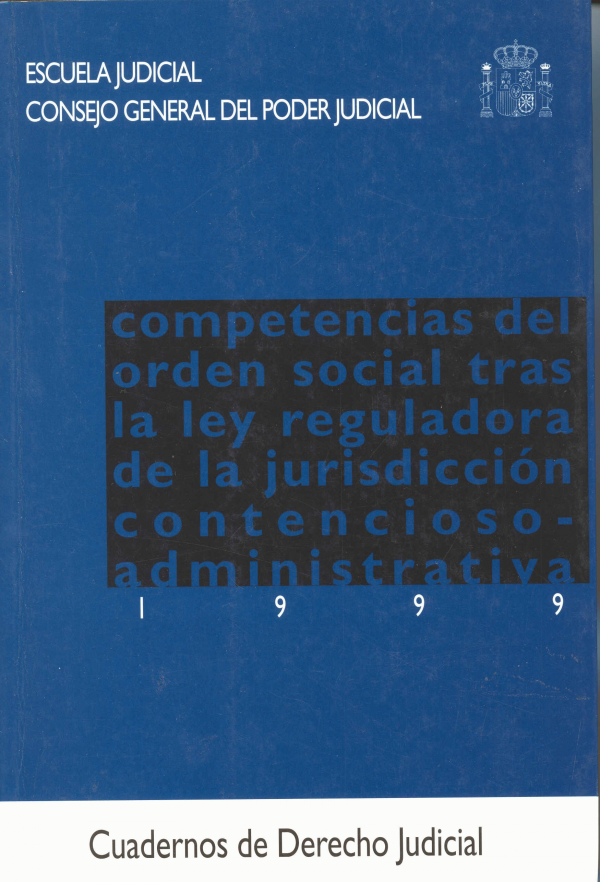 ESCUELA JUDICIAL
CONSEJO GENERAL DEL PODER JUDICIAL
competencias del
orden social tras
la ley reguladora
de la jurisdicción
contencioso-
administrativa
1 9 9 9
Cuadernos de Derecho Judicial